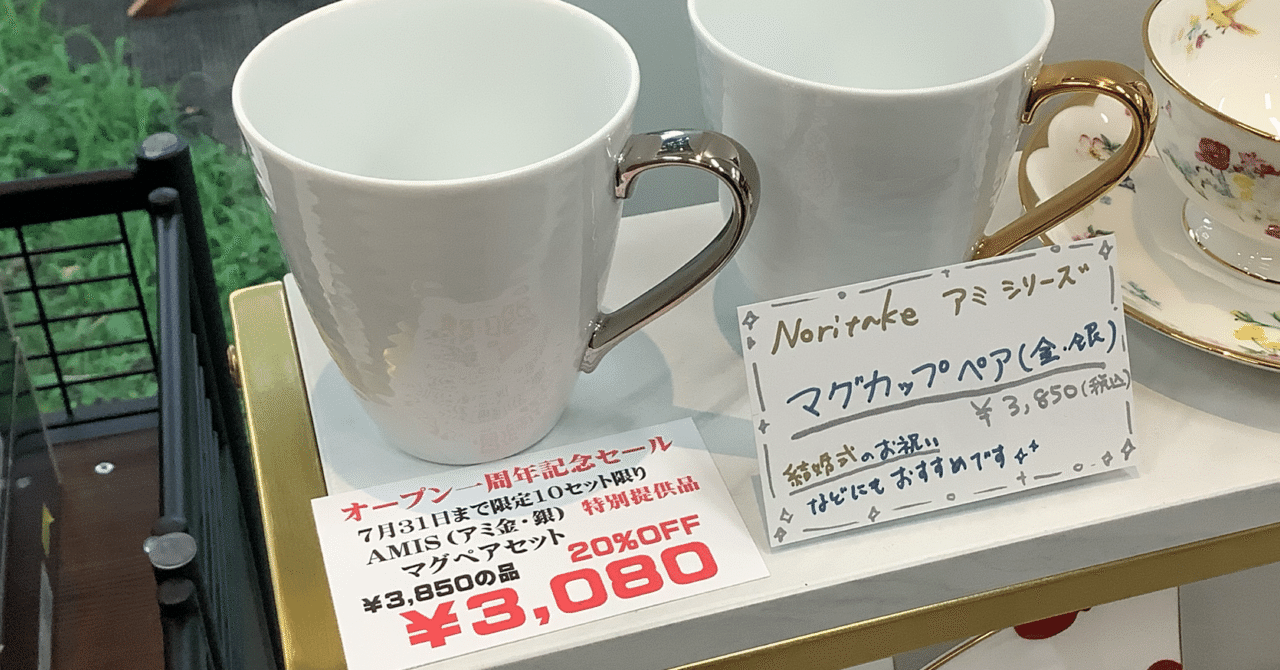 オープン一周年記念セール
7月31日まで限定10セット限り
AMIS(アミ金・銀) 特別提供品
マグペアセット
20%OFF
¥3,850の品
¥3,080
Noritake アミ シリーズ
マグカップ ペア(金・銀)
¥3,850(税込)
結婚式のお祝い
などにも おすすめです